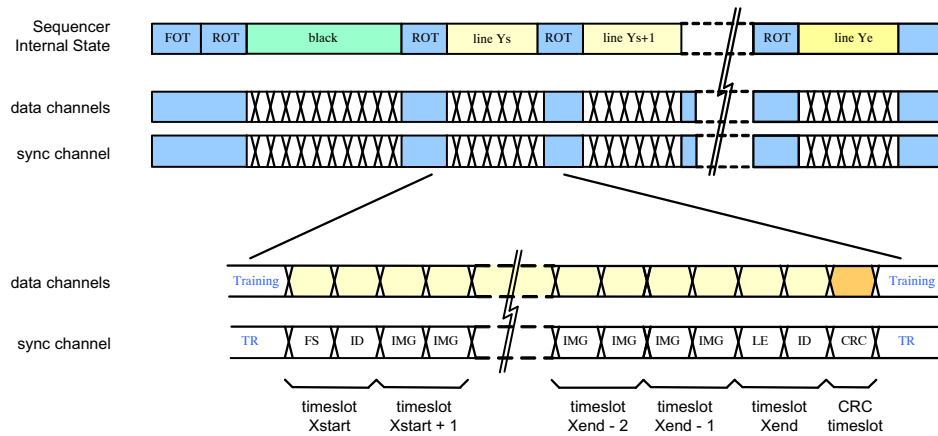 Sequencer
Internal State
FOT ROT black ROT line Ys ROT line Ys+1 ROT line Ye
data channels
sync channel
data channels
Training Training
sync channel
TR FS ID IMG IMG IMG IMG IMG IMG LE ID CRC TR
timeslot timeslot timeslot timeslot timeslot CRC
Xstart Xstart + 1 Xend - 2 Xend - 1 Xend timeslot